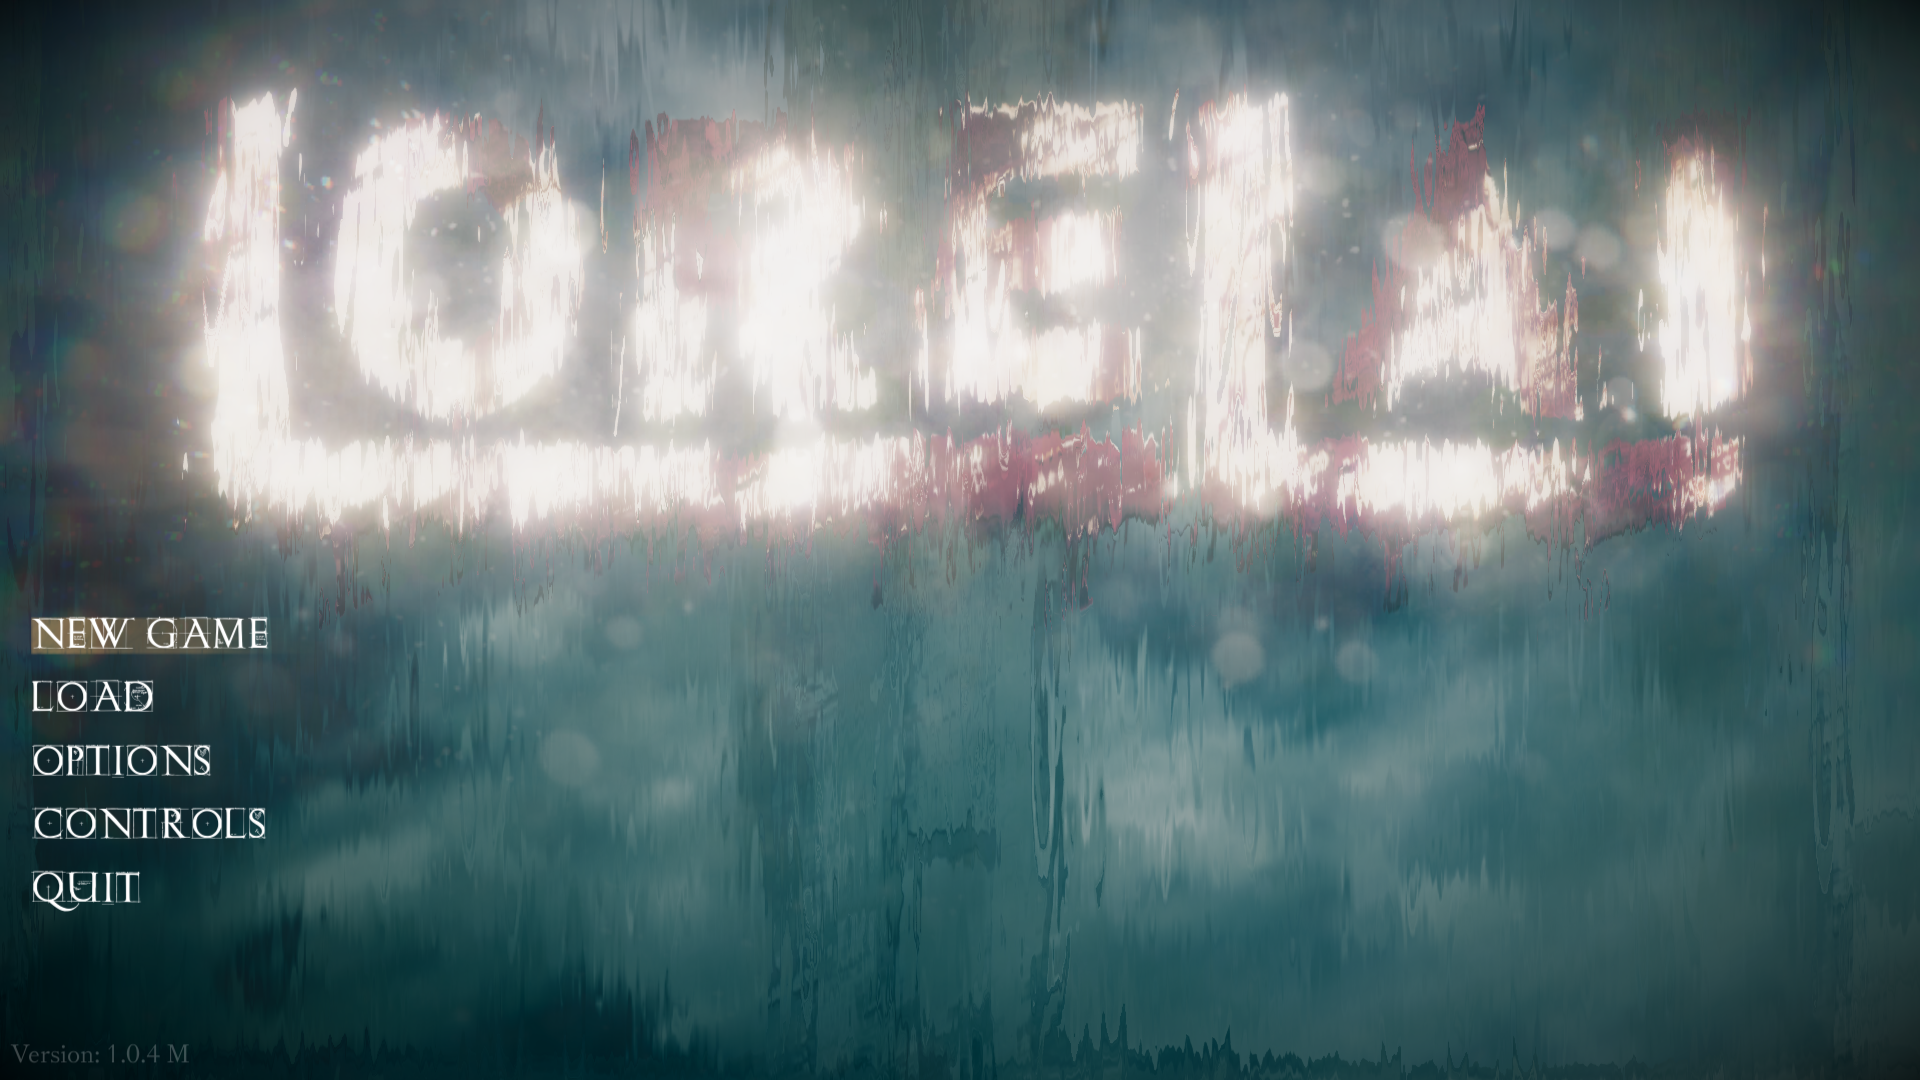 LORELAI
NEW GAME
LOAD
OPTIONS
CONTROLS
QUIT
Version: 1.0.4 M